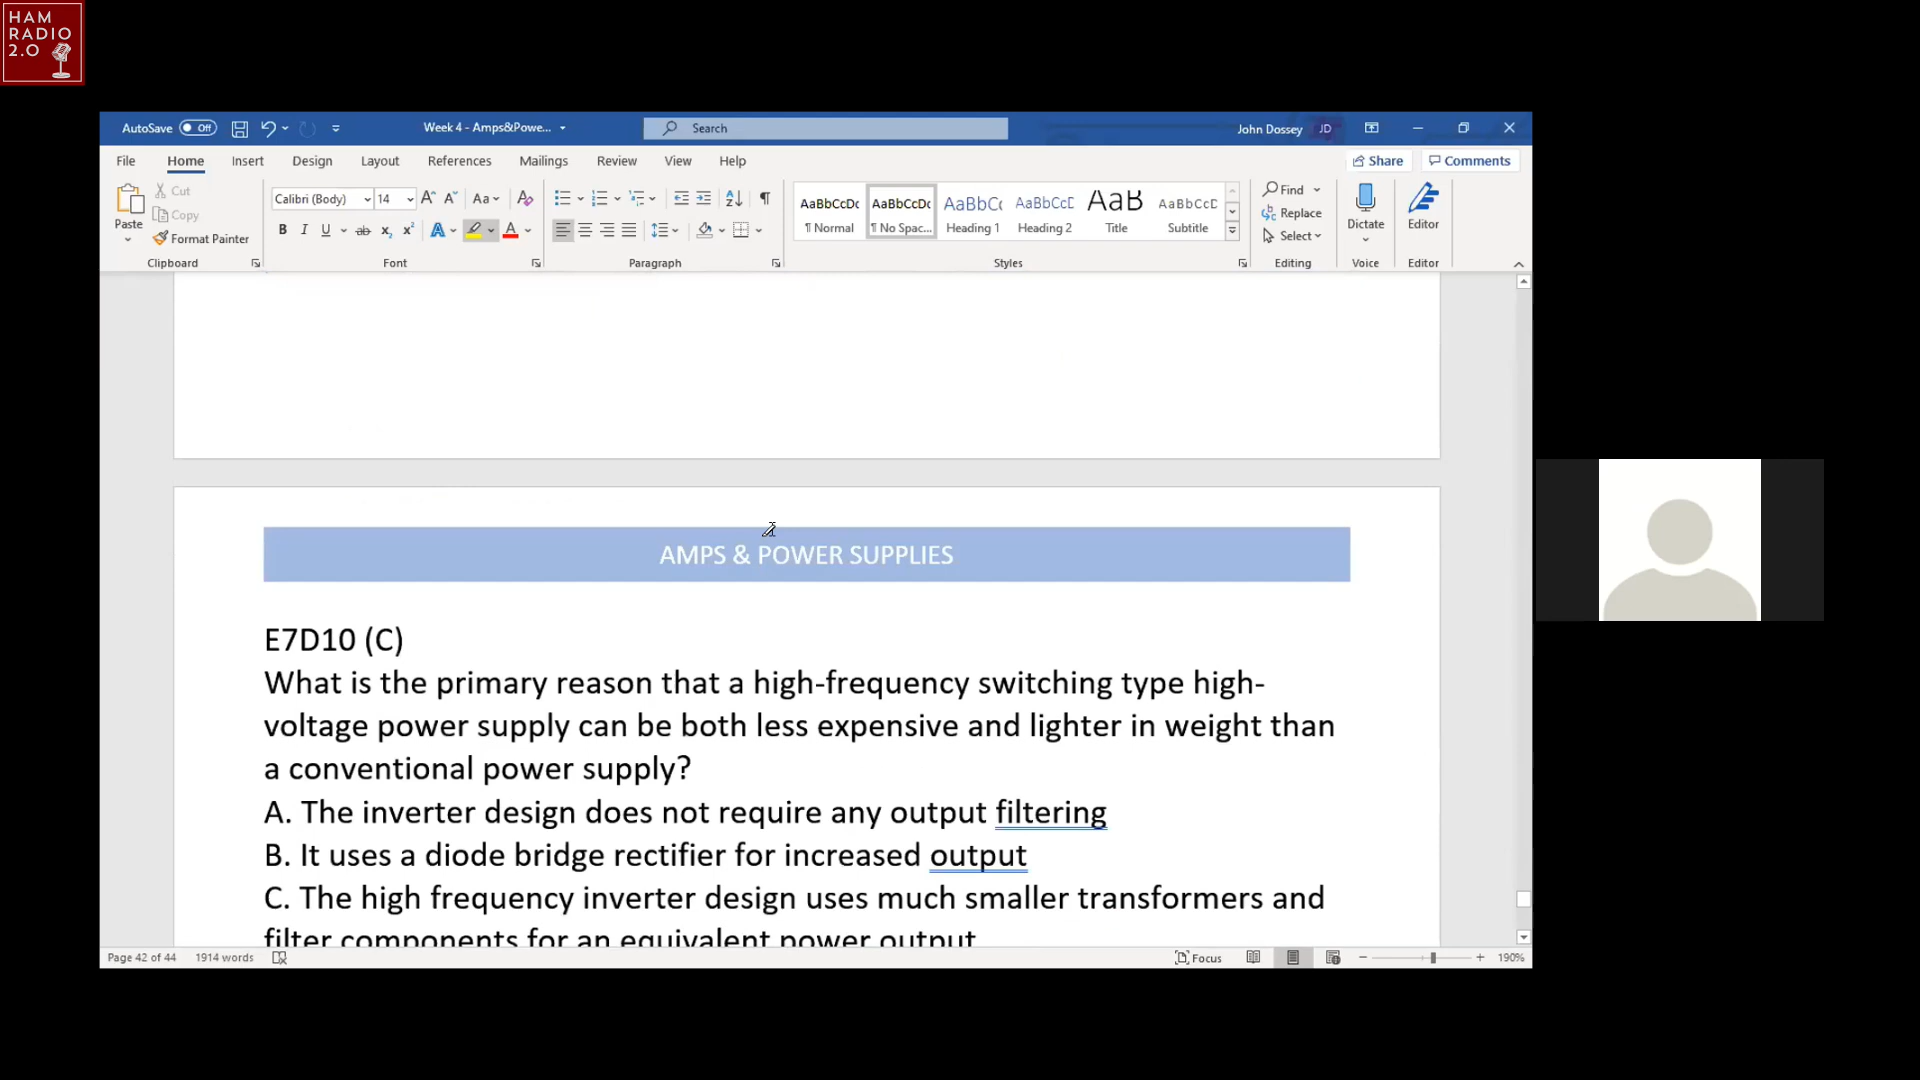 HAM
RADIO
2.0
AutoSave Off
Week 4 - Amps&Powe...
Search
John Dossey JD
File Home Insert Design Layout References Mailings Review View Help
Share Comments
Paste
Cut
Copy
Format Painter
Clipboard
Calibri (Body) 14
Font
Paragraph
AaBbCcDc AaBbCcDc AaBbCc AaBbCcE AaB AaBbCcD
¶ Normal ¶ No Spac... Heading 1 Heading 2 Title Subtitle
Styles
Find
Replace
Select
Editing
Dictate
Voice
Editor
Editor
AMPS & POWER SUPPLIES
E7D10 (C)
What is the primary reason that a high-frequency switching type high-
voltage power supply can be both less expensive and lighter in weight than
a conventional power supply?
A. The inverter design does not require any output filtering
B. It uses a diode bridge rectifier for increased output
C. The high frequency inverter design uses much smaller transformers and
filter components for an equivalent power output
Page 42 of 44 1914 words
Focus
190%